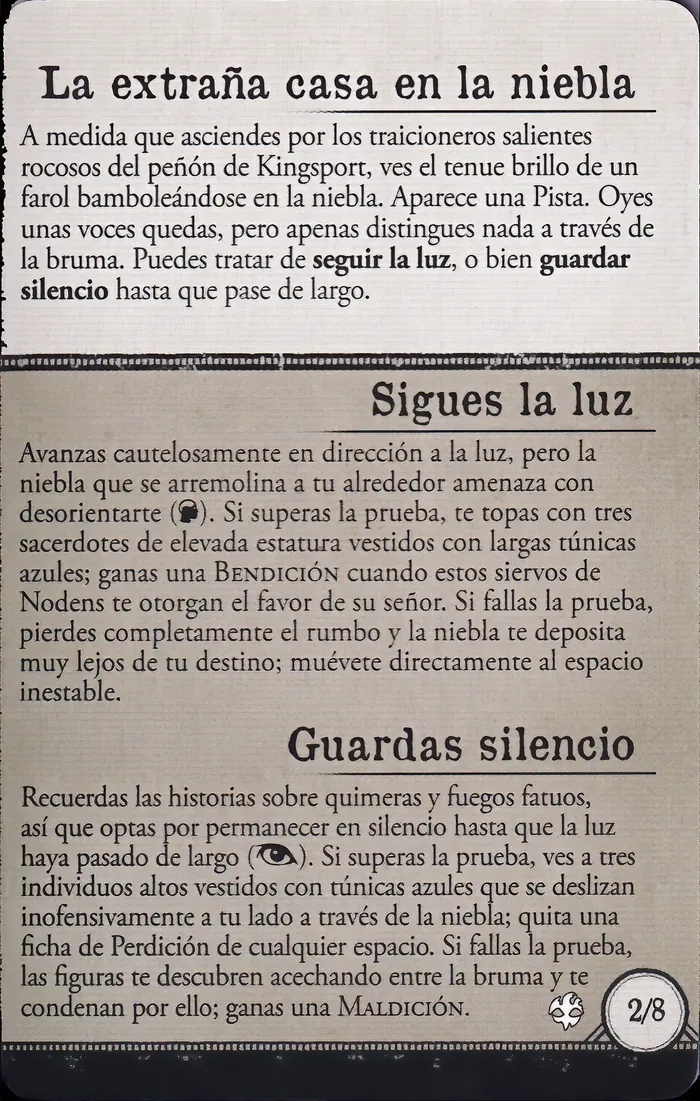 La extraña casa en la niebla
A medida que asciendes por los traicioneros salientes
rocosos del peñón de Kingsport, ves el tenue brillo de un
farol bamboleándose en la niebla. Aparece una Pista. Oyes
unas voces quedas, pero apenas distingues nada a través de
la bruma. Puedes tratar de seguir la luz, o bien guardar
silencio hasta que pase de largo.
Sigues la luz
Avanzas cautelosamente en dirección a la luz, pero la
niebla que se arremolina a tu alrededor amenaza con
desorientarte (). Si superas la prueba, te topas con tres
sacerdotes de elevada estatura vestidos con largas túnicas
azules; ganas una BENDICIÓN cuando estos siervos de
Nodens te otorgan el favor de su señor. Si fallas la prueba,
pierdes completamente el rumbo y la niebla te deposita
muy lejos de tu destino; muévete directamente al espacio
inestable.
Guardas silencio
Recuerdas las historias sobre quimeras y fuegos fatuos,
así que optas por permanecer en silencio hasta que la luz
haya pasado de largo (). Si superas la prueba, ves a tres
individuos altos vestidos con túnicas azules que se deslizan
inofensivamente a tu lado a través de la niebla; quita una
ficha de Perdición de cualquier espacio. Si fallas la prueba,
las figuras te descubren acechando entre la bruma y te
condenan por ello; ganas una MALDICIÓN.
2/8